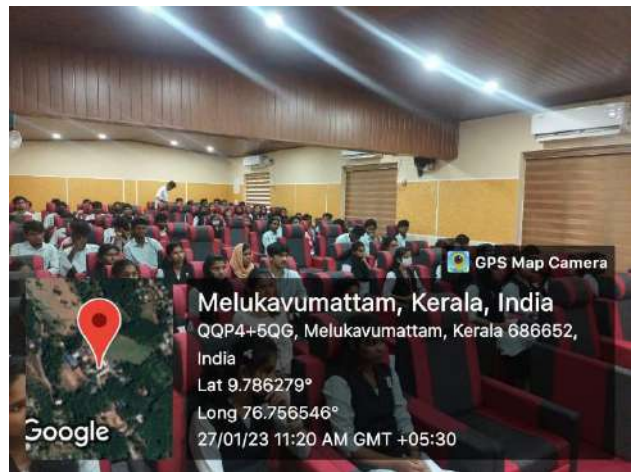 GPS Map Camera
Melukavumattam, Kerala, India
QQP4+5QG, Melukavumattam, Kerala 686652,
India
Lat 9.786279°
Long 76.756546°
27/01/23 11:20 AM GMT +05:30
Google